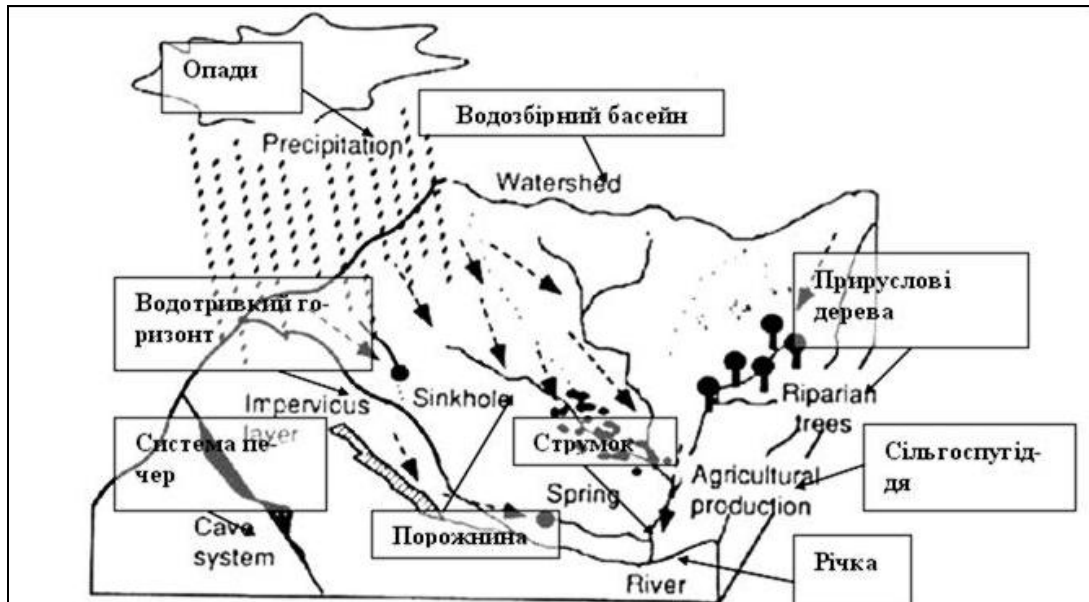 Опади
Водозбірний басейн
Precipitation
Watershed
Водотривкий го-
ризонт
Прируслові
дерева
Impervicus
layer
Sinkhole
Riparian
trees
Система пе-
чер
Струмок
Сільгоспугід-
дя
Agricultural
production
Spring
Cave
system
Порожнина
Річка
River